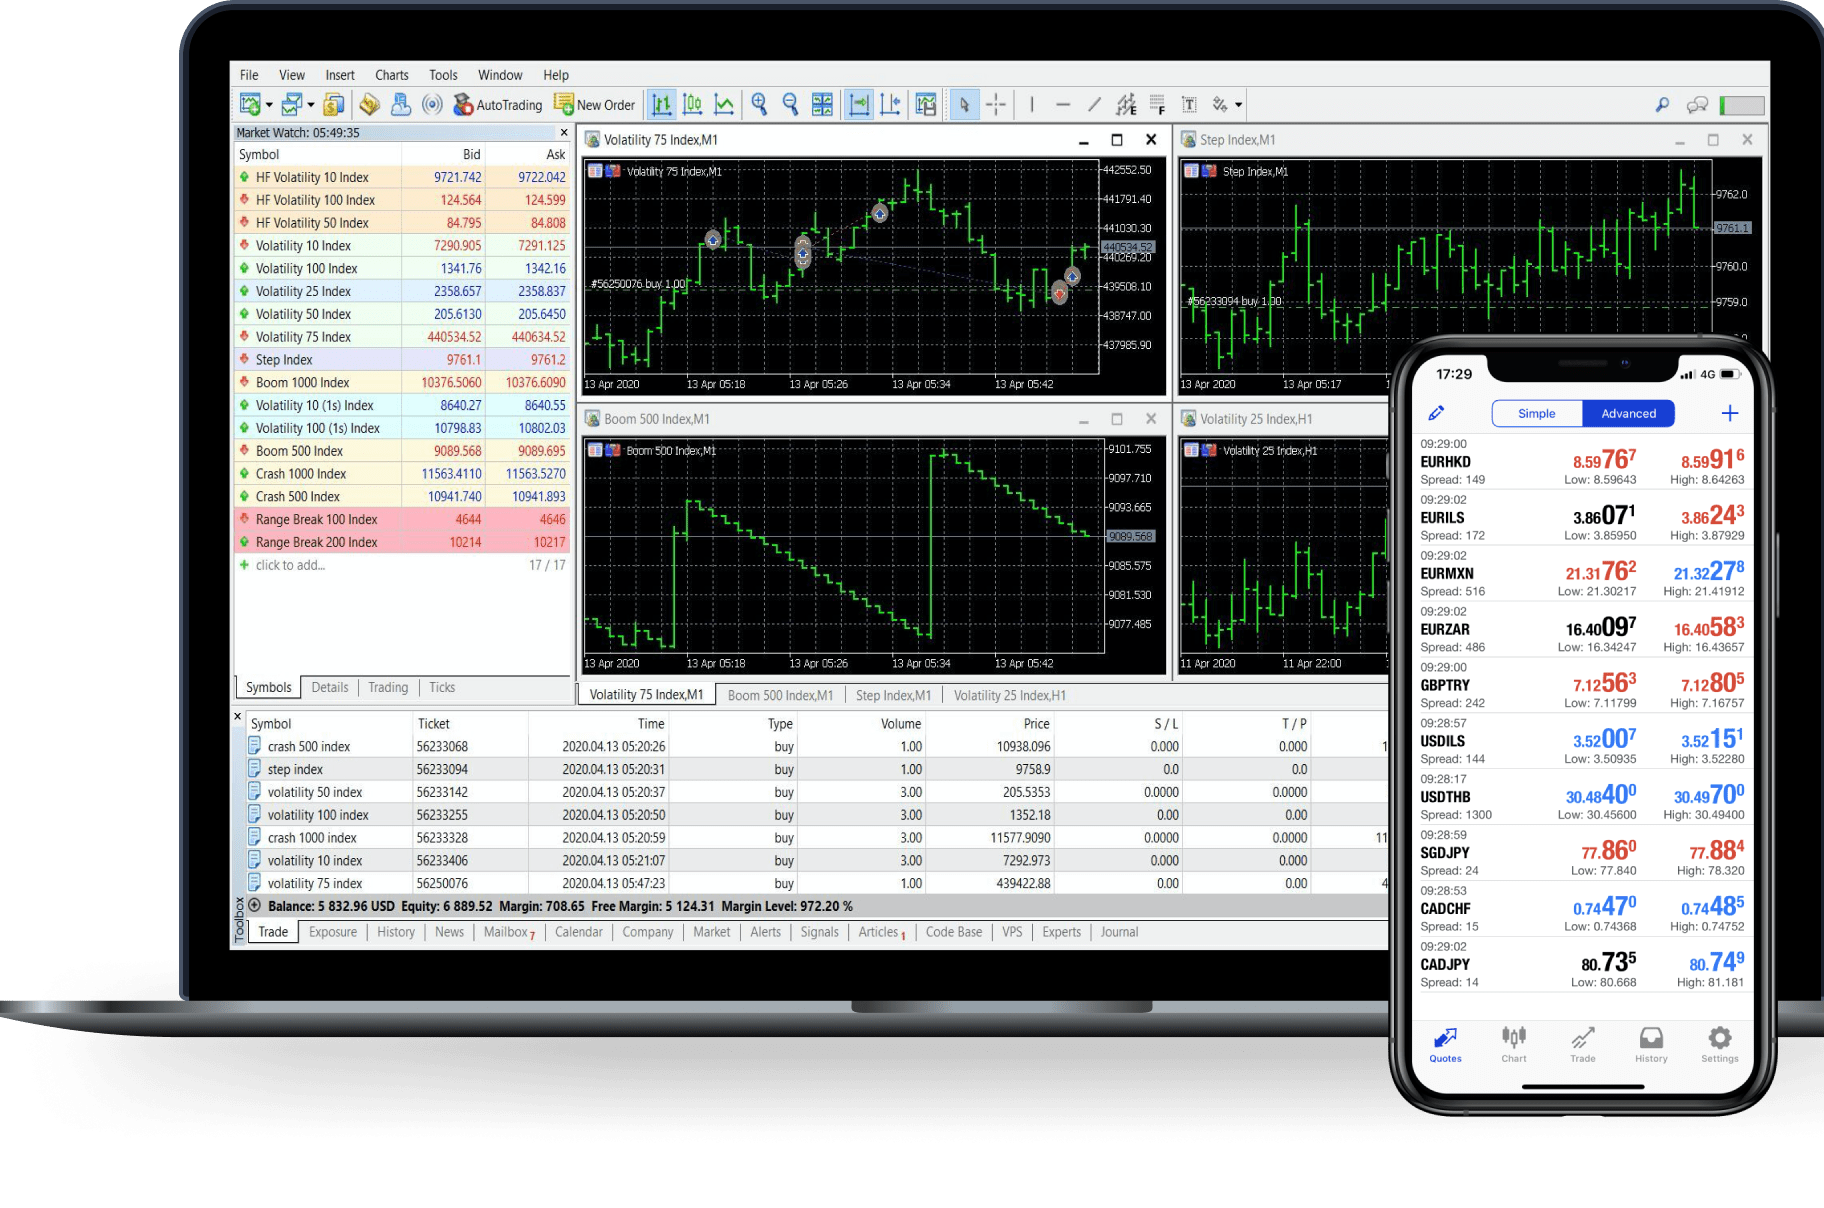 File View Insert Charts Tools Window Help
AutoTrading New Order
Market Watch: 05:49:35
Symbol Bid Ask
HF Volatility 10 Index 9721.742 9722.042
HF Volatility 100 Index 124.564 124.599
HF Volatility 50 Index 84.795 84.808
Volatility 10 Index 7290.905 7291.125
Volatility 100 Index 1341.76 1342.16
Volatility 25 Index 2358.657 2358.837
Volatility 50 Index 205.6130 205.6450
Volatility 75 Index 440534.52 440634.52
Step Index 9761.1 9761.2
Boom 1000 Index 10376.5060 10376.6090
Volatility 10 (1s) Index 8640.27 8640.55
Volatility 100 (1s) Index 10798.83 10802.03
Boom 500 Index 9089.568 9089.695
Crash 1000 Index 11563.4110 11563.5270
Crash 500 Index 10941.740 10941.893
Range Break 100 Index 4644 4646
Range Break 200 Index 10214 10217
click to add... 17 / 17
Symbols Details Trading Ticks
Volatility 75 Index,M1
Volatility 75 Index,M1
442552.50
441791.40
441030.30
440534.52
440269.20
439508.10
438747.00
437985.90
#56250076 buy 1.00
13 Apr 2020 13 Apr 05:18 13 Apr 05:26 13 Apr 05:34 13 Apr 05:42
Step Index,M1
Step Index,M1
9762.0
9761.1
9760.0
9759.0
#56233094 buy 1.00
13 Apr 2020 13 Apr 05:17
Boom 500 Index,M1
Boom 500 Index,M1
9101.755
9097.710
9093.665
9089.568
9085.575
9081.530
9077.485
13 Apr 2020 13 Apr 05:18 13 Apr 05:26 13 Apr 05:34 13 Apr 05:42
Volatility 25 Index,H1
Volatility 25 Index,H1
11 Apr 2020 11 Apr 22:00
Volatility 75 Index,M1 Boom 500 Index,M1 Step Index,M1 Volatility 25 Index,H1
Symbol Ticket Time Type Volume Price S / L T / P
crash 500 index 56233068 2020.04.13 05:20:26 buy 1.00 10938.096 0.000 0.000 1
step index 56233094 2020.04.13 05:20:31 buy 1.00 9758.9 0.0 0.0
volatility 50 index 56233142 2020.04.13 05:20:37 buy 3.00 205.5353 0.0000 0.0000
volatility 100 index 56233255 2020.04.13 05:20:50 buy 3.00 1352.18 0.00 0.00
crash 1000 index 56233328 2020.04.13 05:20:59 buy 3.00 11577.9090 0.0000 0.0000 11
volatility 10 index 56233406 2020.04.13 05:21:07 buy 3.00 7292.973 0.000 0.000
volatility 75 index 56250076 2020.04.13 05:47:23 buy 1.00 439422.88 0.00 0.00 4
Balance: 5 832.96 USD Equity: 6 889.52 Margin: 708.65 Free Margin: 5 124.31 Margin Level: 972.20 %
Toolbox
Trade Exposure History News Mailbox 7 Calendar Company Market Alerts Signals Articles 1 Code Base VPS Experts Journal
17:29 4G
Simple Advanced
09:29:00
EURHKD 8.59767 8.59916
Spread: 149 Low: 8.59643 High: 8.64263
09:29:02
EURILS 3.86071 3.86243
Spread: 172 Low: 3.85950 High: 3.87929
09:29:02
EURMXN 21.31762 21.32278
Spread: 516 Low: 21.30217 High: 21.41912
09:29:02
EURZAR 16.40097 16.40583
Spread: 486 Low: 16.34247 High: 16.43657
09:29:00
GBPTRY 7.12563 7.12805
Spread: 242 Low: 7.11799 High: 7.16757
09:28:57
USDILS 3.52007 3.52151
Spread: 144 Low: 3.50935 High: 3.52280
09:28:17
USDTHB 30.48400 30.49700
Spread: 1300 Low: 30.45600 High: 30.49400
09:28:59
SGDJPY 77.860 77.884
Spread: 24 Low: 77.840 High: 78.320
09:28:53
CADCHF 0.74470 0.74485
Spread: 15 Low: 0.74368 High: 0.74752
09:29:02
CADJPY 80.735 80.749
Spread: 14 Low: 80.668 High: 81.181
Quotes Chart Trade History Settings